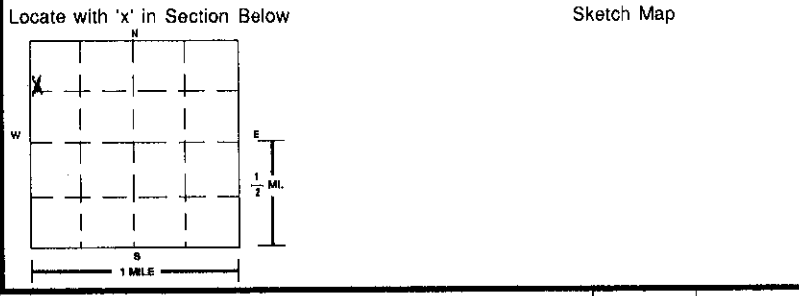 Locate with 'x' in Section Below
Sketch Map
N
X
W
E
1/2 MI.
S
1 MILE